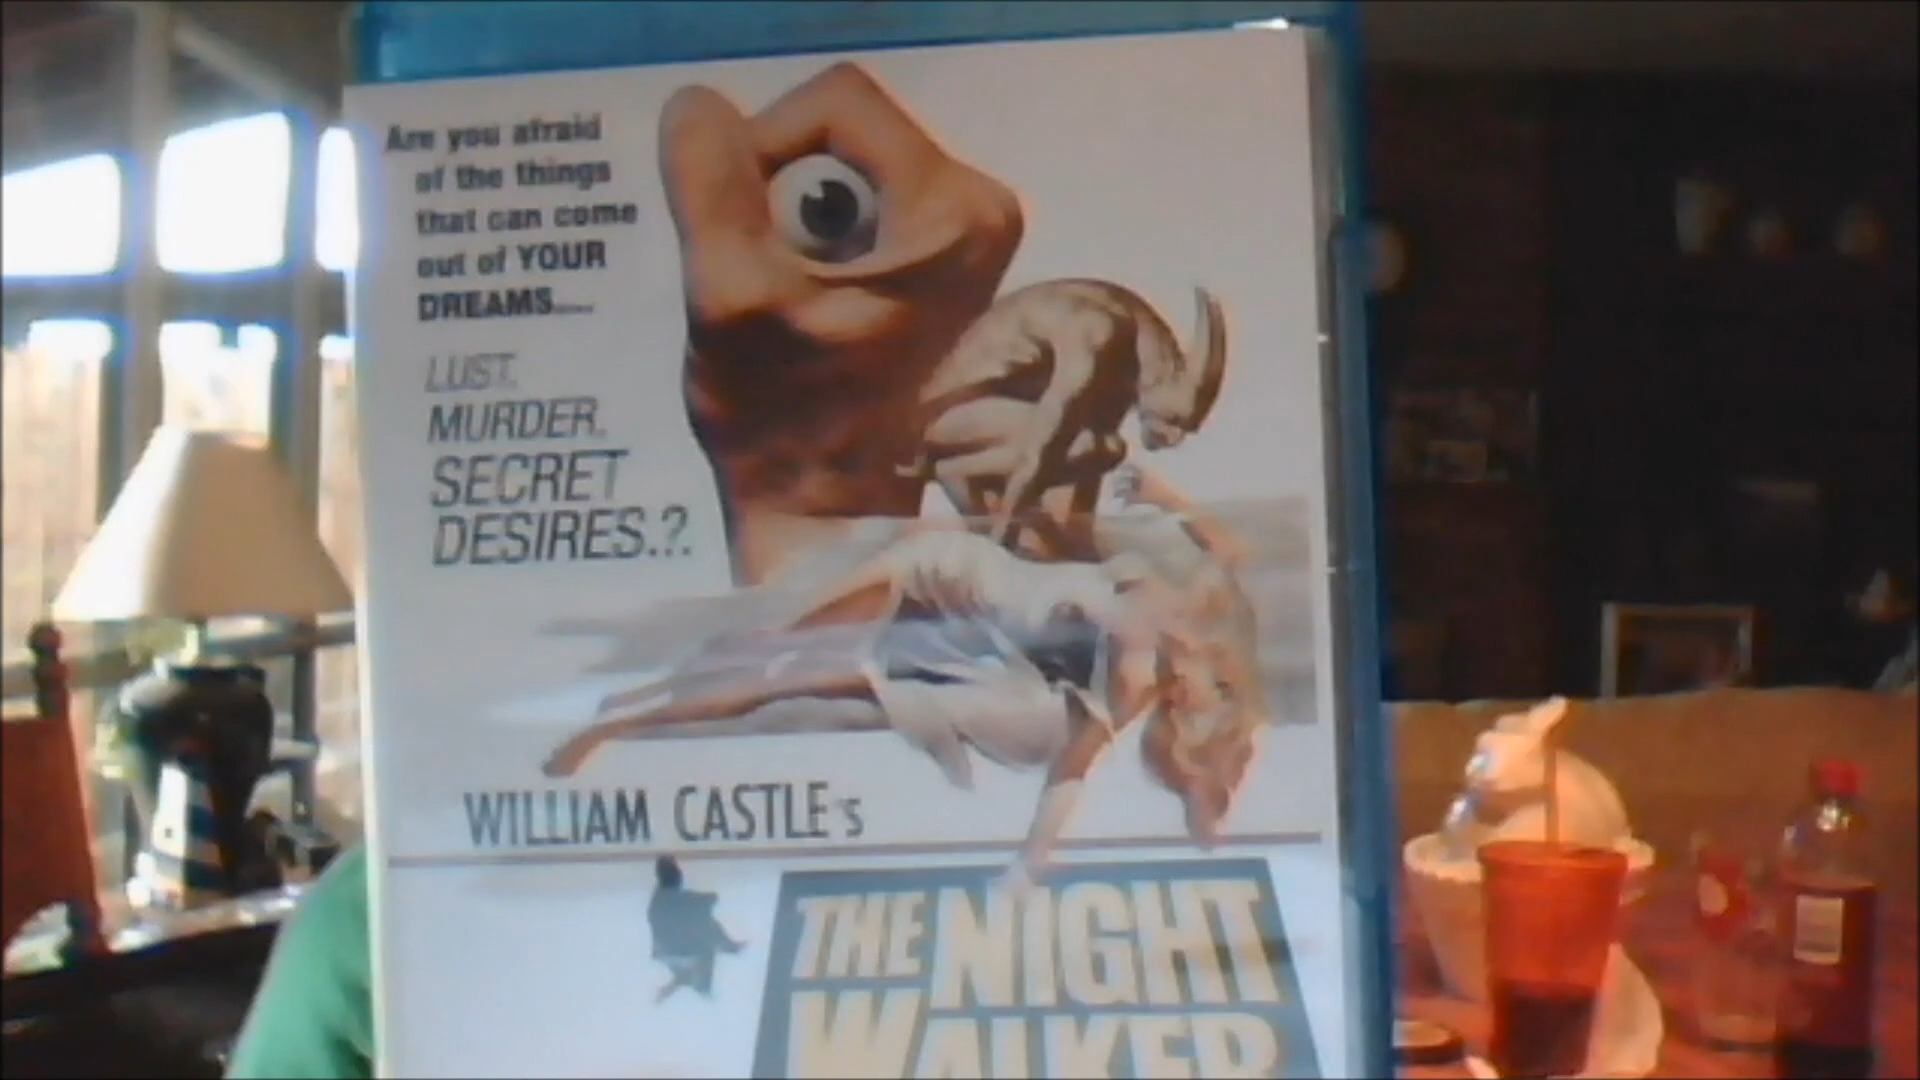 Are you afraid
of the things
that can come
out of YOUR
DREAMS.....
LUST.
MURDER.
SECRET
DESIRES.?.
WILLIAM CASTLE's
THE NIGHT
WALKER